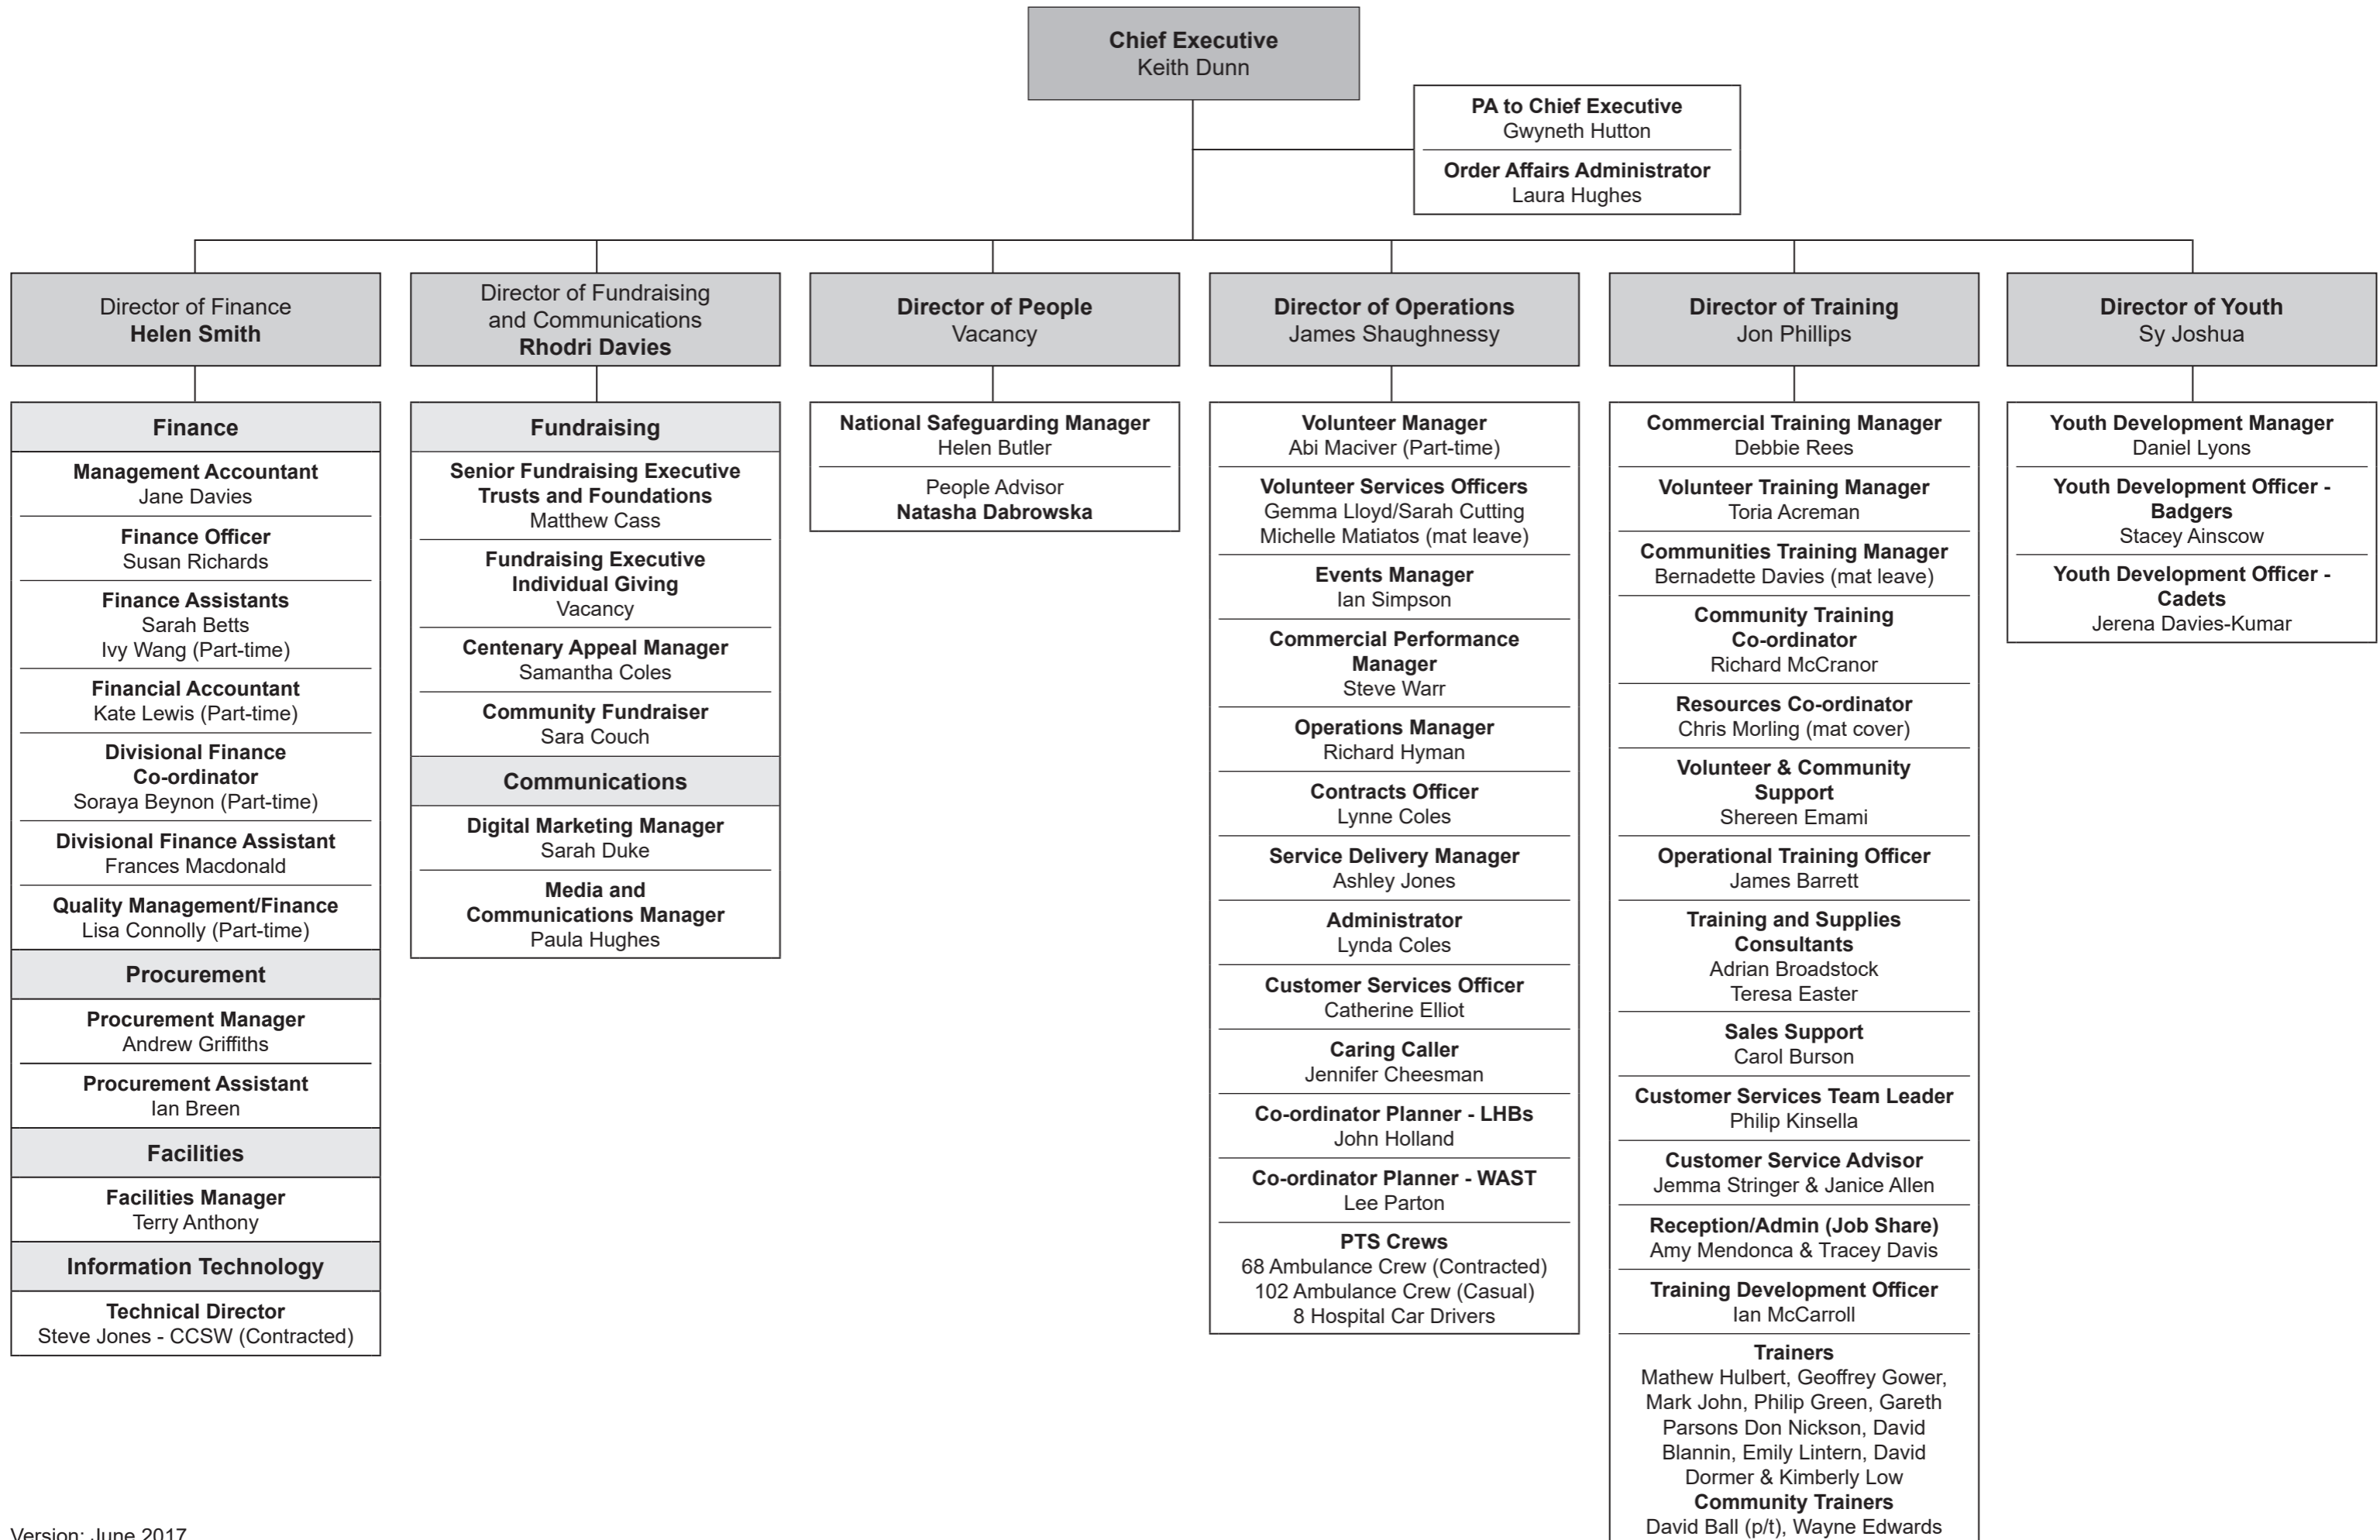 Chief Executive
Keith Dunn
PA to Chief Executive
Gwyneth Hutton
Order Affairs Administrator
Laura Hughes
Director of Finance
Helen Smith
Director of Fundraising
and Communications
Rhodri Davies
Director of People
Vacancy
Director of Operations
James Shaughnessy
Director of Training
Jon Phillips
Director of Youth
Sy Joshua
Finance
Management Accountant
Jane Davies
Finance Officer
Susan Richards
Finance Assistants
Sarah Betts
Ivy Wang (Part-time)
Financial Accountant
Kate Lewis (Part-time)
Divisional Finance
Co-ordinator
Soraya Beynon (Part-time)
Divisional Finance Assistant
Frances Macdonald
Quality Management/Finance
Lisa Connolly (Part-time)
Procurement
Procurement Manager
Andrew Griffiths
Procurement Assistant
Ian Breen
Facilities
Facilities Manager
Terry Anthony
Information Technology
Technical Director
Steve Jones - CCSW (Contracted)
Fundraising
Senior Fundraising Executive
Trusts and Foundations
Matthew Cass
Fundraising Executive
Individual Giving
Vacancy
Centenary Appeal Manager
Samantha Coles
Community Fundraiser
Sara Couch
Communications
Digital Marketing Manager
Sarah Duke
Media and
Communications Manager
Paula Hughes
National Safeguarding Manager
Helen Butler
People Advisor
Natasha Dabrowska
Volunteer Manager
Abi Maciver (Part-time)
Volunteer Services Officers
Gemma Lloyd/Sarah Cutting
Michelle Matiatos (mat leave)
Events Manager
Ian Simpson
Commercial Performance
Manager
Steve Warr
Operations Manager
Richard Hyman
Contracts Officer
Lynne Coles
Service Delivery Manager
Ashley Jones
Administrator
Lynda Coles
Customer Services Officer
Catherine Elliot
Caring Caller
Jennifer Cheesman
Co-ordinator Planner - LHBs
John Holland
Co-ordinator Planner - WAST
Lee Parton
PTS Crews
68 Ambulance Crew (Contracted)
102 Ambulance Crew (Casual)
8 Hospital Car Drivers
Commercial Training Manager
Debbie Rees
Volunteer Training Manager
Toria Acreman
Communities Training Manager
Bernadette Davies (mat leave)
Community Training
Co-ordinator
Richard McCranor
Resources Co-ordinator
Chris Morling (mat cover)
Volunteer & Community
Support
Shereen Emami
Operational Training Officer
James Barrett
Training and Supplies
Consultants
Adrian Broadstock
Teresa Easter
Sales Support
Carol Burson
Customer Services Team Leader
Philip Kinsella
Customer Service Advisor
Jemma Stringer & Janice Allen
Reception/Admin (Job Share)
Amy Mendonca & Tracey Davis
Training Development Officer
Ian McCarroll
Trainers
Mathew Hulbert, Geoffrey Gower,
Mark John, Philip Green, Gareth
Parsons Don Nickson, David
Blannin, Emily Lintern, David
Dormer & Kimberly Low
Community Trainers
David Ball (p/t), Wayne Edwards
Youth Development Manager
Daniel Lyons
Youth Development Officer -
Badgers
Stacey Ainscow
Youth Development Officer -
Cadets
Jerena Davies-Kumar
Version: June 2017